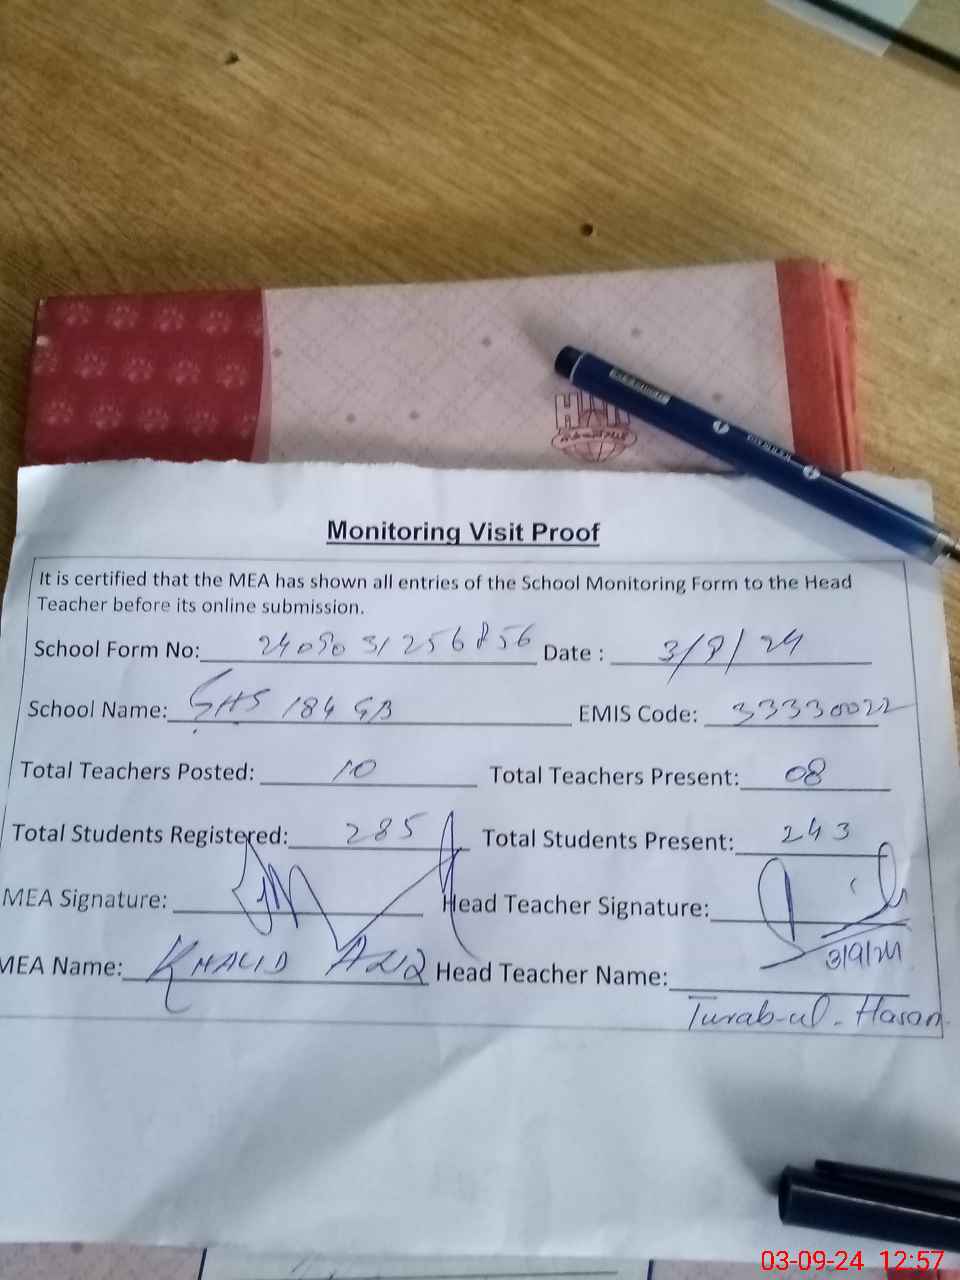 Monitoring Visit Proof
It is certified that the MEA has shown all entries of the School Monitoring Form to the Head
Teacher before its online submission.
School Form No: Date : 3/9/24
School Name: GHS 184 GB EMIS Code: 33330022
Total Teachers Posted: 10 Total Teachers Present: 08
Total Students Registered: 285 Total Students Present: 243
MEA Signature: Head Teacher Signature:
3/9/24
MEA Name: KHALID Head Teacher Name:
Turab-ul-Hasan
03-09-24 12:57